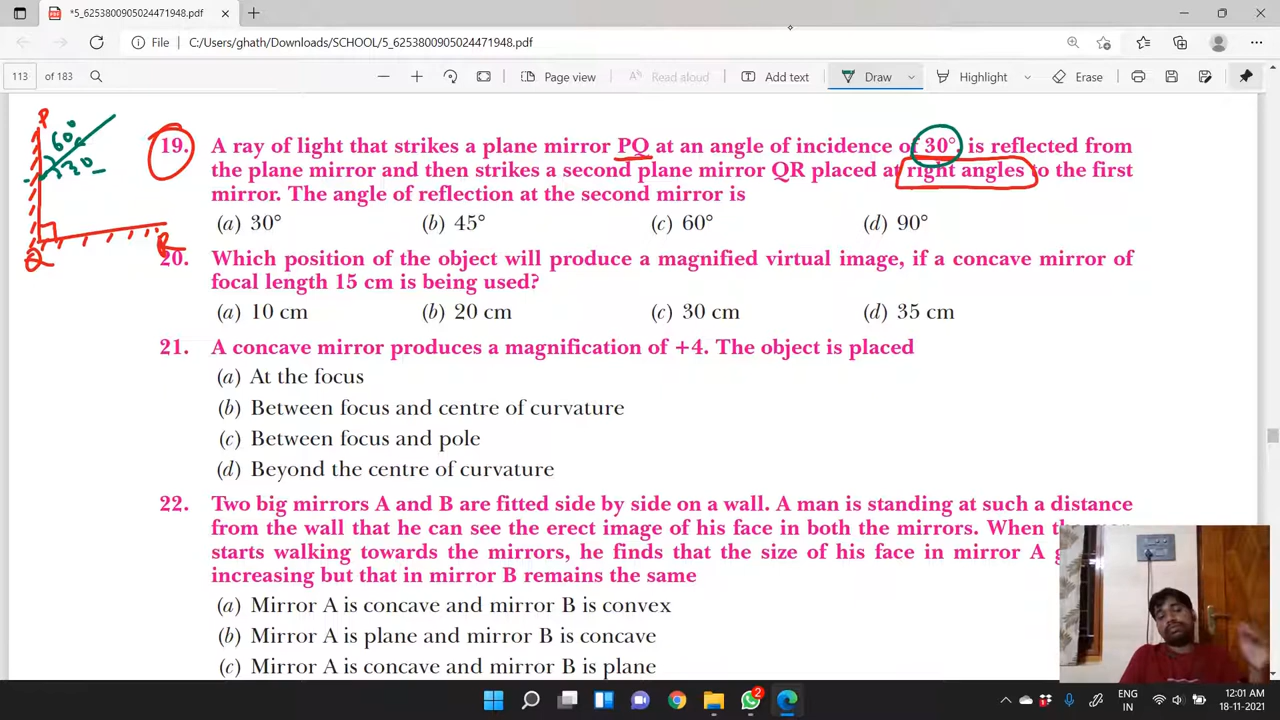 *5_6253800905024471948.pdf
File C:/Users/ghath/Downloads/SCHOOL/5_6253800905024471948.pdf
113 of 183 Page view Read aloud Add text Draw Highlight Erase
P
60°
30°
Q
R
19. A ray of light that strikes a plane mirror PQ at an angle of incidence of 30°, is reflected from
the plane mirror and then strikes a second plane mirror QR placed at right angles to the first
mirror. The angle of reflection at the second mirror is
(a) 30° (b) 45° (c) 60° (d) 90°
20. Which position of the object will produce a magnified virtual image, if a concave mirror of
focal length 15 cm is being used?
(a) 10 cm (b) 20 cm (c) 30 cm (d) 35 cm
21. A concave mirror produces a magnification of +4. The object is placed
(a) At the focus
(b) Between focus and centre of curvature
(c) Between focus and pole
(d) Beyond the centre of curvature
22. Two big mirrors A and B are fitted side by side on a wall. A man is standing at such a distance
from the wall that he can see the erect image of his face in both the mirrors. When
starts walking towards the mirrors, he finds that the size of his face in mirror A
increasing but that in mirror B remains the same
(a) Mirror A is concave and mirror B is convex
(b) Mirror A is plane and mirror B is concave
(c) Mirror A is concave and mirror B is plane
2
ENG
IN
12:01 AM
18-11-2021